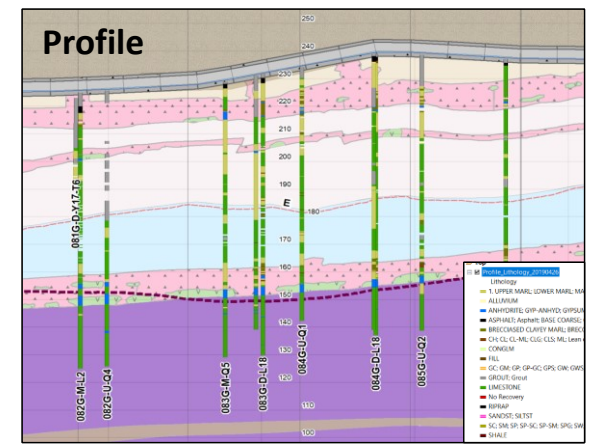 Profile
260
240
230
220
210
200
190
E
180
170
160
150
140
130
120
110
100
081G-D-Y17-T6
082G-M-L2
082G-U-Q4
083G-M-Q5
083G-D-L18
084G-U-Q1
084G-D-L18
085G-U-Q2
Profile_Lithology_20190426
Lithology
1. UPPER MARL; LOWER MARL; MA
ALLUVIUM
ANHYDRITE; GYP-ANHYD; GYPSUM
ASPHALT; Asphalt; BASE COARSE;
BRECCIATED CLAYEY MARL; BREC
CH; CL; CL-ML; CLG; CLS; ML; Lean
CONGLM
FILL
GC; GM; GP; GP-GC; GPS; GW; GWS
GROUT; Grout
LIMESTONE
No Recovery
RIPRAP
SANDST; SILTST
SC; SM; SP; SP-SC; SP-SM; SPG; SW
SHALE